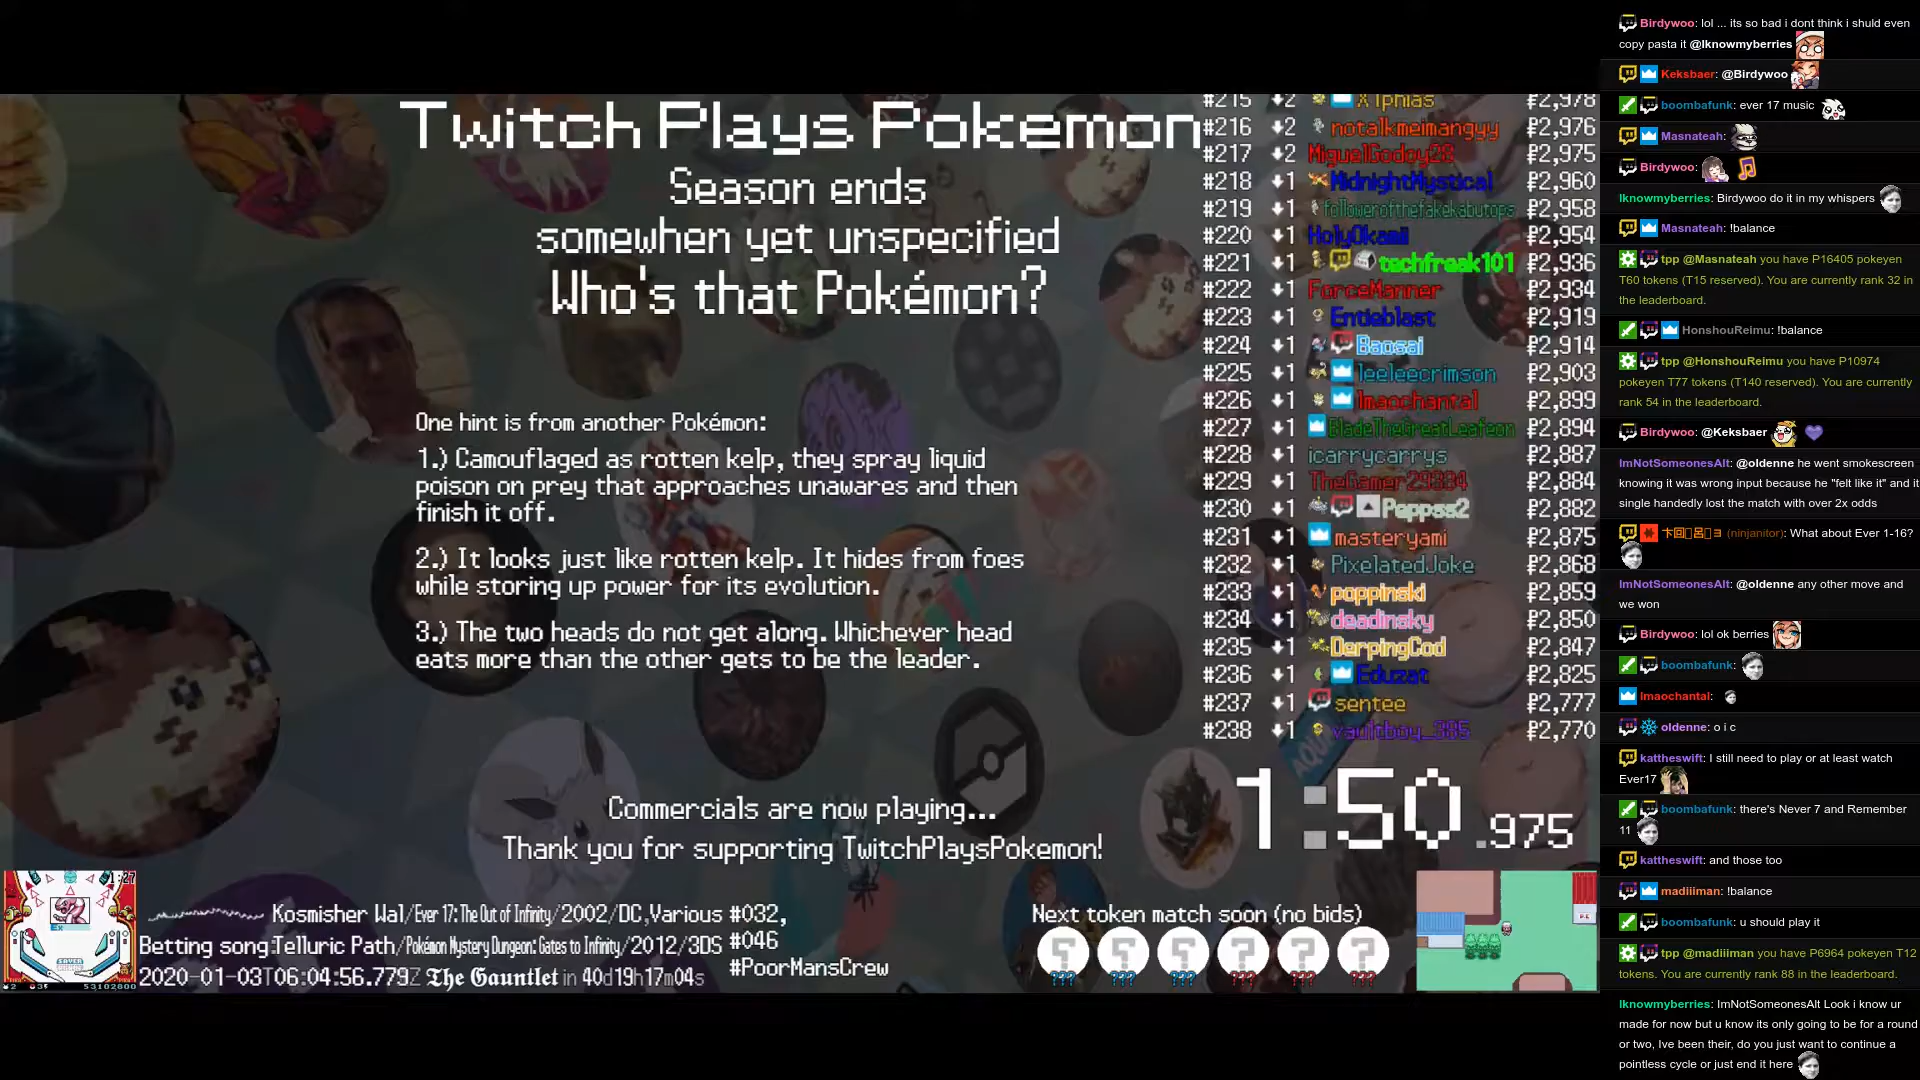 Twitch Plays Pokemon
Season ends
somewhen yet unspecified
Who's that Pokémon?
One hint is from another Pokémon:
1.) Camouflaged as rotten kelp, they spray liquid
poison on prey that approaches unawares and then
finish it off.
2.) It looks just like rotten kelp. It hides from foes
while storing up power for its evolution.
3.) The two heads do not get along. Whichever head
eats more than the other gets to be the leader.
Commercials are now playing...
Thank you for supporting TwitchPlaysPokemon!
#215 2 X1phias ₽2,978
#216 2 notalkmeimangyy ₽2,976
#217 2 MiguelGodoy28 ₽2,975
#218 1 MidnightMystical ₽2,960
#219 1 followerofthefakekabutops ₽2,958
#220 1 HolyOkami ₽2,954
#221 1 techfreak101 ₽2,936
#222 1 ForceManner ₽2,934
#223 1 Entieblast ₽2,919
#224 1 Baosai ₽2,914
#225 1 leeleecrimson ₽2,903
#226 1 lmaochantal ₽2,899
#227 1 BladeTheGreatLeafeon ₽2,894
#228 1 icarrycarrys ₽2,887
#229 1 TheGamer29334 ₽2,884
#230 1 Peppss2 ₽2,882
#231 1 masteryami ₽2,875
#232 1 PixelatedJoke ₽2,868
#233 1 poppinski ₽2,859
#234 1 deadinsky ₽2,850
#235 1 DerpingCod ₽2,847
#236 1 Eduzat ₽2,825
#237 1 sentee ₽2,777
#238 1 vaultboy_385 ₽2,770
1:50.975
Kosmisher Wal/Ever 17: The Out of Infinity/2002/DC,Various
Betting song:Telluric Path/Pokémon Mystery Dungeon: Gates to Infinity/2012/3DS
2020-01-03T06:04:56.779Z The Gauntlet in 40d19h17m04s
#032,
#046
#PoorMansCrew
Next token match soon (no bids)
??? ??? ??? ??? ??? ???
Birdywoo: lol ... its so bad i dont think i shuld even
copy pasta it @Iknowmyberries
Keksbaer: @Birdywoo
boombafunk: ever 17 music
Masnateah:
Birdywoo:
Iknowmyberries: Birdywoo do it in my whispers
Masnateah: !balance
tpp @Masnateah you have P16405 pokeyen
T60 tokens (T15 reserved). You are currently rank 32 in
the leaderboard.
HonshouReimu: !balance
tpp @HonshouReimu you have P10974
pokeyen T77 tokens (T140 reserved). You are currently
rank 54 in the leaderboard.
Birdywoo: @Keksbaer
ImNotSomeonesAlt: @oldenne he went smokescreen
knowing it was wrong input because he "felt like it" and it
single handedly lost the match with over 2x odds
(ninjanitor): What about Ever 1-16?
ImNotSomeonesAlt: @oldenne any other move and
we won
Birdywoo: lol ok berries
boombafunk:
lmaochantal:
oldenne: o i c
kattheswift: I still need to play or at least watch
Ever17
boombafunk: there's Never 7 and Remember
11
kattheswift: and those too
madiiiman: !balance
boombafunk: u should play it
tpp @madiiiman you have P6964 pokeyen T12
tokens. You are currently rank 88 in the leaderboard.
Iknowmyberries: ImNotSomeonesAlt Look i know ur
made for now but u know its only going to be for a round
or two, Ive been their, do you just want to continue a
pointless cycle or just end it here